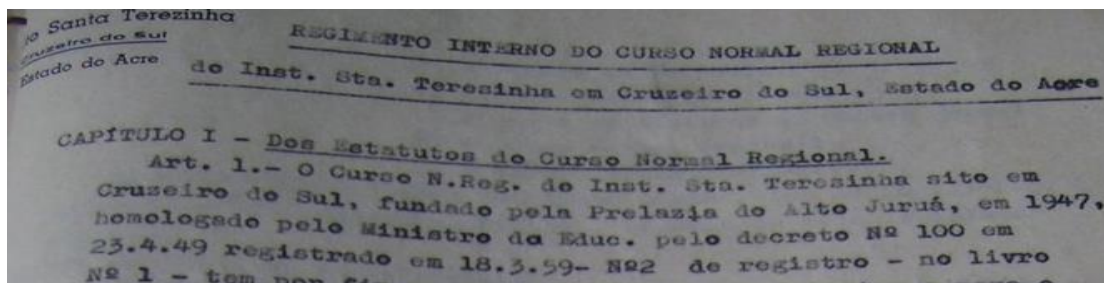 o Santa Terezinha
Cruzeiro do Sul
Estado do Acre
REGIMENTO INTERNO DO CURSO NORMAL REGIONAL
do Inst. Sta. Teresinha em Cruzeiro do Sul, Estado do Acre
CAPÍTULO I - Dos Estatutos do Curso Normal Regional.
Art. 1.- O Curso N.Reg. do Inst. Sta. Teresinha sito em
Cruzeiro do Sul, fundado pela Prelazia do Alto Juruá, em 1947,
homologado pelo Ministro da Educ. pelo decreto Nº 100 em
23.4.49 registrado em 18.3.59- Nº2 de registro - no livro
Nº 1 - tem por